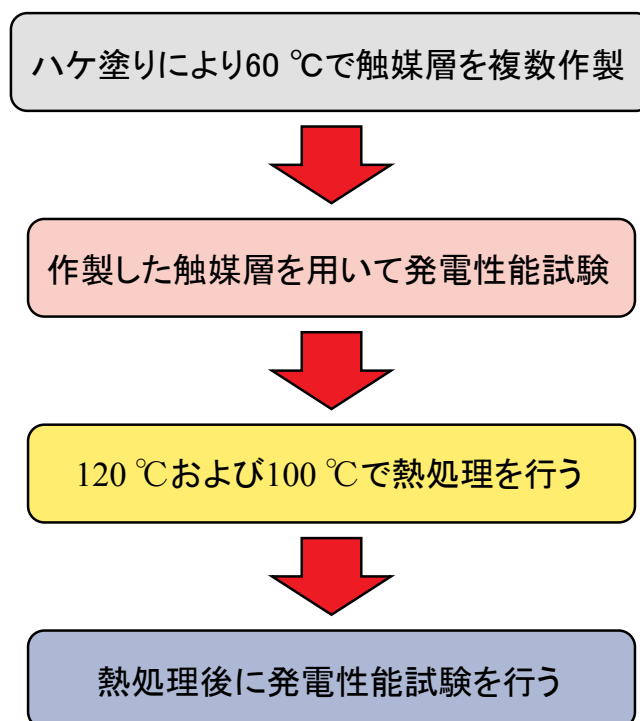 ハケ塗りにより60 ℃で触媒層を複数作製
作製した触媒層を用いて発電性能試験
120 ℃および100 ℃で熱処理を行う
熱処理後に発電性能試験を行う